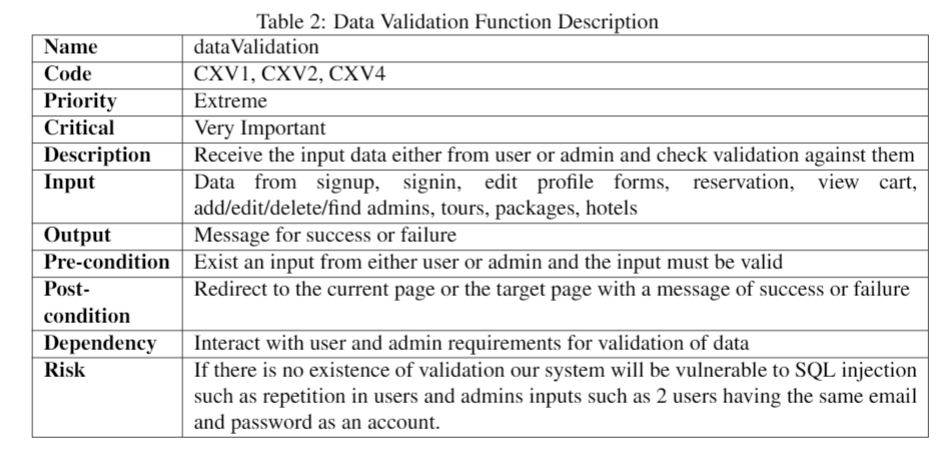 Table 2: Data Validation Function Description
Name dataValidation
Code CXV1, CXV2, CXV4
Priority Extreme
Critical Very Important
Description Receive the input data either from user or admin and check validation against them
Input Data from signup, signin, edit profile forms, reservation, view cart,
add/edit/delete/find admins, tours, packages, hotels
Output Message for success or failure
Pre-condition Exist an input from either user or admin and the input must be valid
Post- Redirect to the current page or the target page with a message of success or failure
condition
Dependency Interact with user and admin requirements for validation of data
Risk If there is no existence of validation our system will be vulnerable to SQL injection
such as repetition in users and admins inputs such as 2 users having the same email
and password as an account.